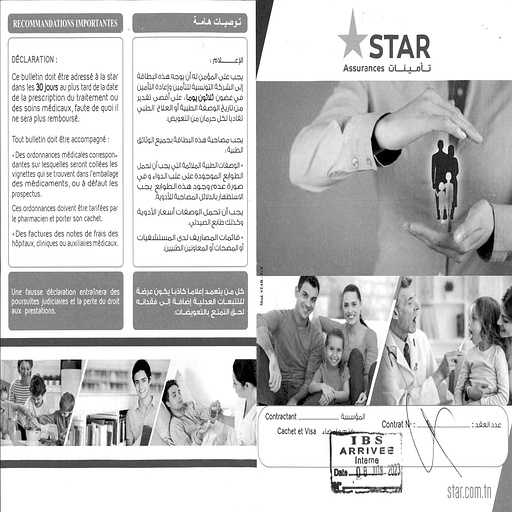 RECOMMANDATIONS IMPORTANTES
DÉCLARATION :
Ce bulletin doit être adressé à la star
dans les 30 jours au plus tard de la date
de la prescription du traitement ou
des soins médicaux, faute de quoi il
ne sera plus remboursé.
Tout bulletin doit être accompagné :
• Des ordonnances médicales correspon-
dantes sur lesquelles seront collées les
vignettes qui se trouvent dans l'emballage
des médicaments, ou à défaut les
prospectus.
Ces ordonnances doivent être tarifées par
le pharmacien et porter son cachet.
• Des factures des notes de frais des
hôpitaux, cliniques ou auxiliaires médicaux.
Une fausse déclaration entraînera des
poursuites judiciaires et la perte du droit
aux prestations.
توصيات هامة
الإعـــلام :
يجب على المؤمن له أن يوجه هذه البطاقة
إلى الشركة التونسية للتأمين وإعادة التأمين
في غضون ثلاثون يوما، على أقصى تقدير
من تاريخ الوصفة الطبية أو العلاج الطبي
تفاديا لكل حرمان من التعويض.
يجب مصاحبة هذه البطاقة بجميع الوثائق
الطبية :
• الوصفات الطبية الملائمة التي يجب أن تحمل
الطوابع الموجودة على علب الدواء و في
صورة عدم وجود هذه الطوابع يجب
الاستظهار بالدلائل المصاحبة للأدوية.
يجب أن تحمل الوصفات أسعار الأدوية
وكذلك طابع الصيدلي.
• قائمات المصاريف لدى المستشفيات
أو المصحات أو المعاونين الطبيين.
كل من يتعمد إعلاما كاذبا يكون عرضة
للتتبعات العدلية إضافة إلى فقدانه
لحق التمتع بالتعويضات.
STAR
Assurances تأمينات
Contractant المؤسسة
Contrat N° : عدد العقد :
Cachet et Visa
IBS
ARRIVEE
Interne
Date 08 JUN 2023
N°
star.com.tn